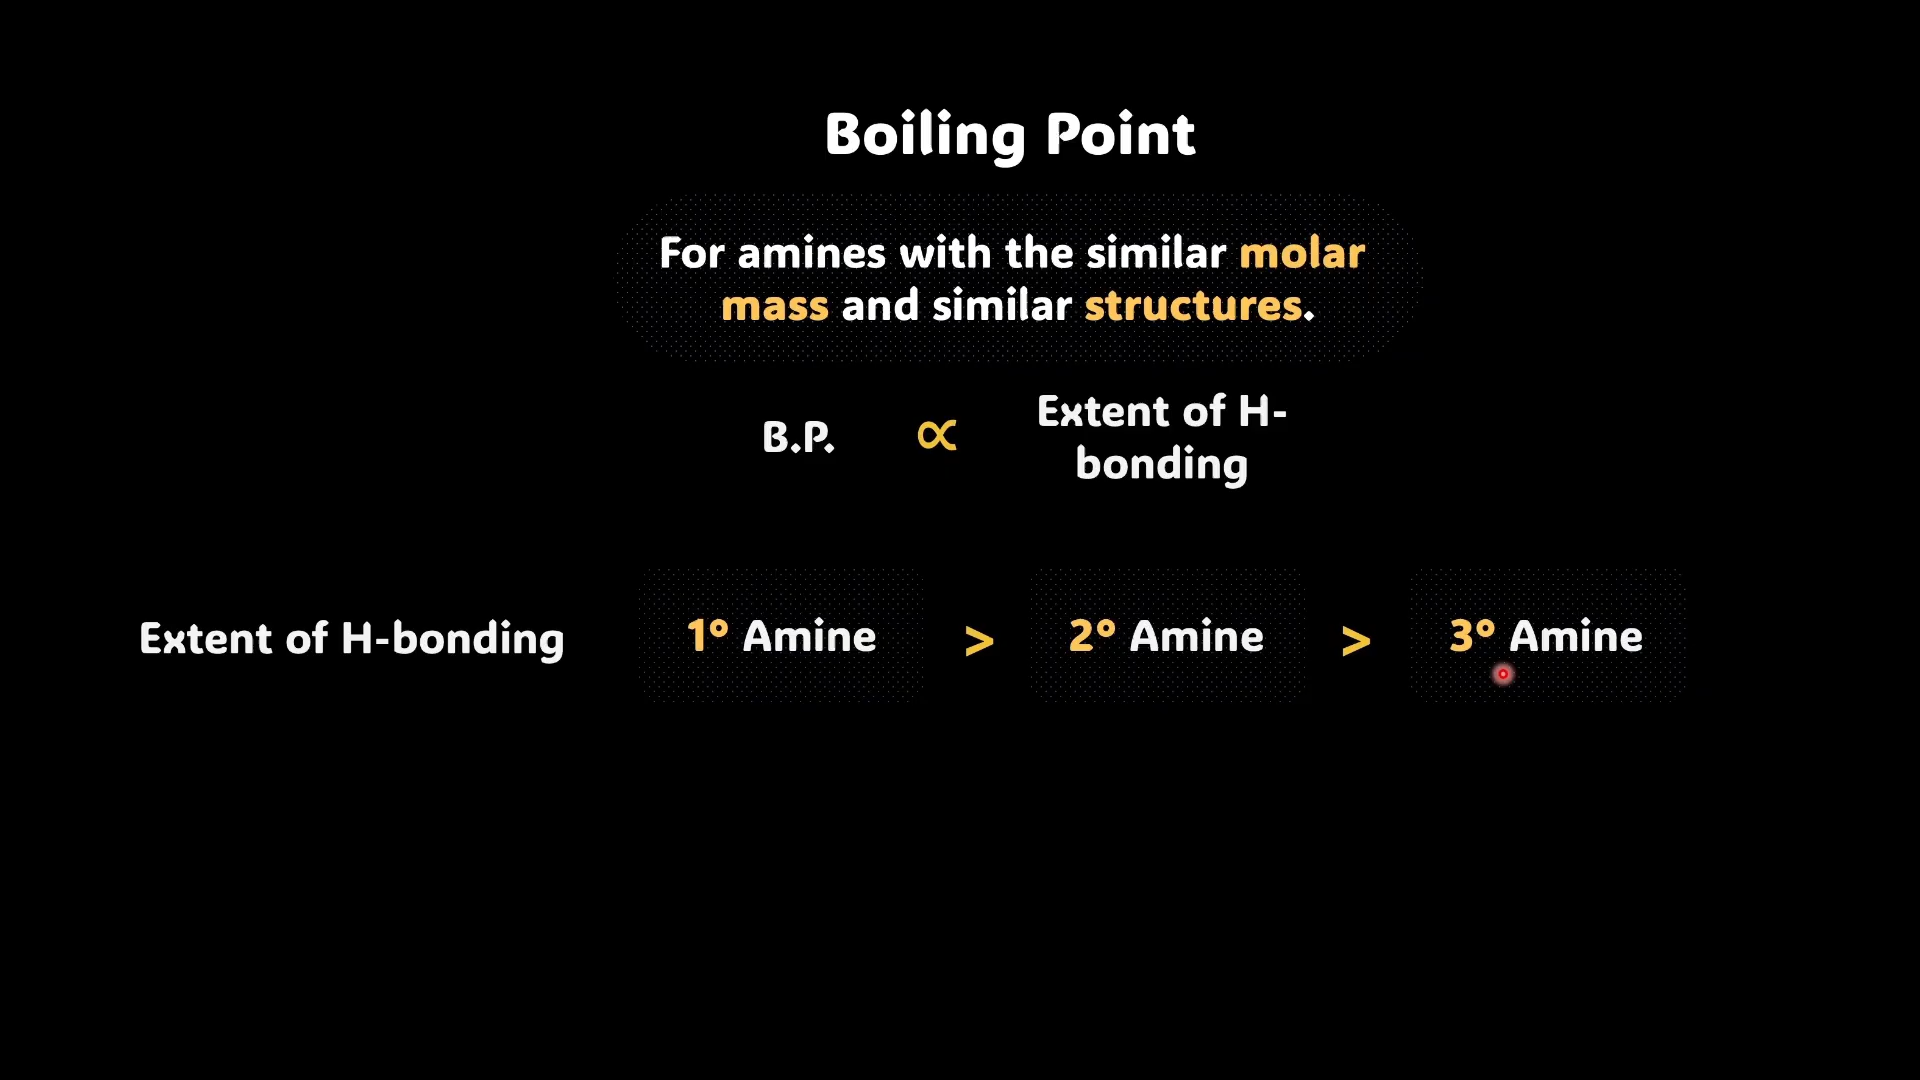 Boiling Point
For amines with the similar molar
mass and similar structures.
B.P. ∝ Extent of H-
bonding
Extent of H-bonding 1° Amine > 2° Amine > 3° Amine